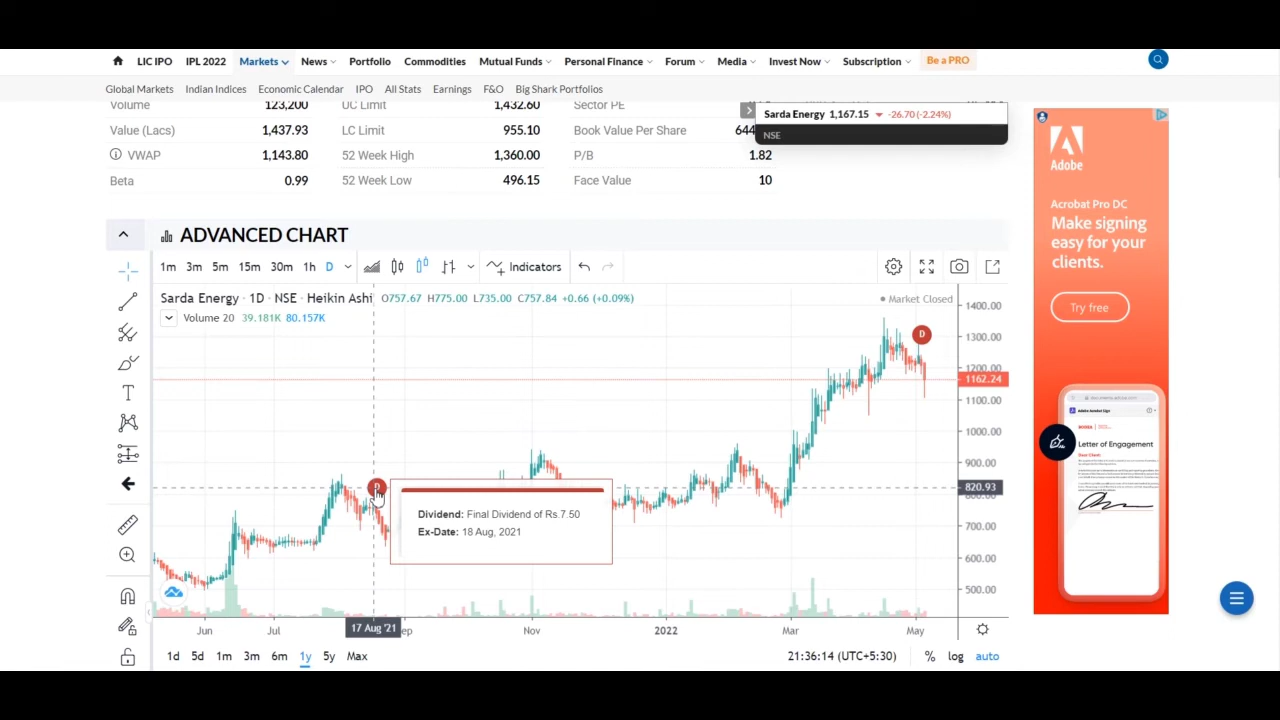 LIC IPO IPL 2022 Markets News Portfolio Commodities Mutual Funds Personal Finance Forum Media Invest Now Subscription Be a PRO
Global Markets Indian Indices Economic Calendar IPO All Stats Earnings F&O Big Shark Portfolios
Volume 123,200 UC Limit 1,432.60 Sector PE
Value (Lacs) 1,437.93 LC Limit 955.10 Book Value Per Share 644
VWAP 1,143.80 52 Week High 1,360.00 P/B 1.82
Beta 0.99 52 Week Low 496.15 Face Value 10
Sarda Energy 1,167.15 -26.70 (-2.24%)
NSE
ADVANCED CHART
1m 3m 5m 15m 30m 1h D Indicators
Sarda Energy · 1D · NSE · Heikin Ashi O757.67 H775.00 L735.00 C757.84 +0.66 (+0.09%)
Market Closed
Volume 20 39.181K 80.157K
1400.00
1300.00
1200.00
1162.24
1100.00
1000.00
900.00
820.93
800.00
700.00
600.00
500.00
D
Dividend: Final Dividend of Rs.7.50
Ex-Date: 18 Aug, 2021
Jun Jul 17 Aug '21 Nov 2022 Mar May
1d 5d 1m 3m 6m 1y 5y Max 21:36:14 (UTC+5:30) % log auto
Adobe
Acrobat Pro DC
Make signing
easy for your
clients.
Try free
Adobe Acrobat Sign
Letter of Engagement
Dear Client: